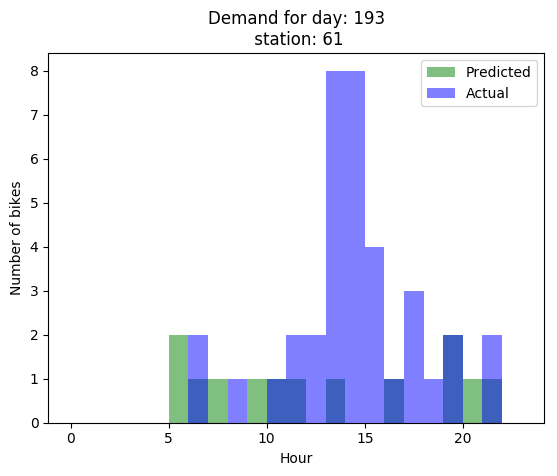 Demand for day: 193
station: 61
Predicted
Actual
Number of bikes
8
7
6
5
4
3
2
1
0
0 5 10 15 20
Hour